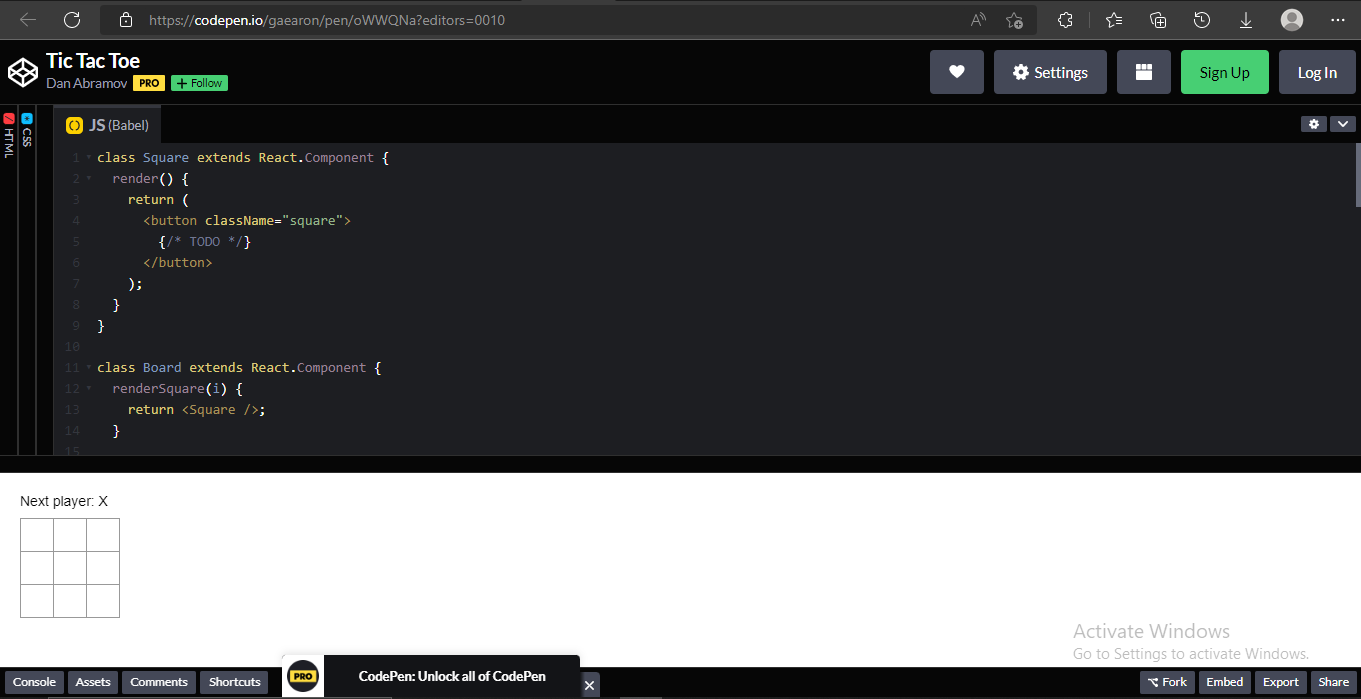 https://codepen.io/gaearon/pen/oWWQNa?editors=0010
Tic Tac Toe
Dan Abramov PRO + Follow
Settings
Sign Up
Log In
HTML
CSS
JS (Babel)
1 class Square extends React.Component {
2 render() {
3 return (
4 <button className="square">
5 {/* TODO */}
6 </button>
7 );
8 }
9 }
10
11 class Board extends React.Component {
12 renderSquare(i) {
13 return <Square />;
14 }
15
Next player: X
Activate Windows
Go to Settings to activate Windows.
Console Assets Comments Shortcuts
PRO CodePen: Unlock all of CodePen
Fork Embed Export Share